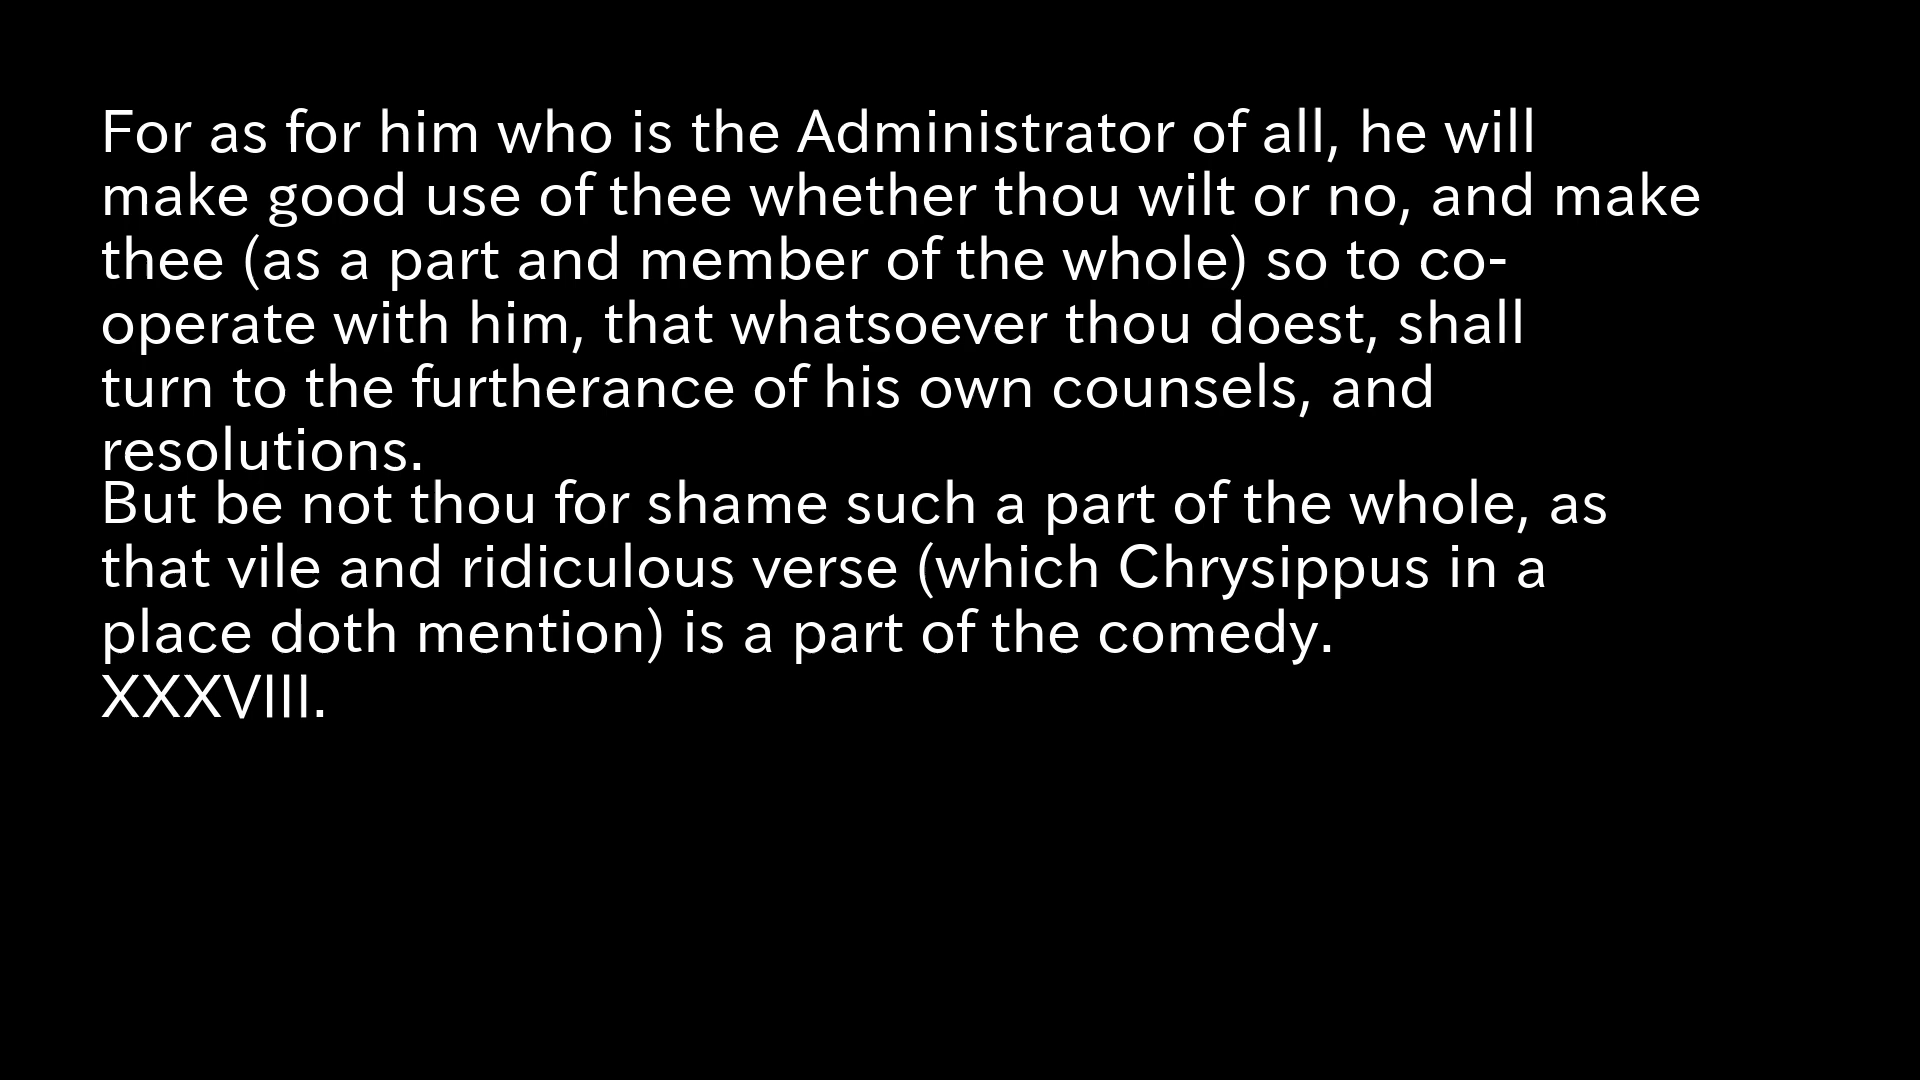 For as for him who is the Administrator of all, he will
make good use of thee whether thou wilt or no, and make
thee (as a part and member of the whole) so to co-
operate with him, that whatsoever thou doest, shall
turn to the furtherance of his own counsels, and
resolutions.
But be not thou for shame such a part of the whole, as
that vile and ridiculous verse (which Chrysippus in a
place doth mention) is a part of the comedy.
XXXVIII.